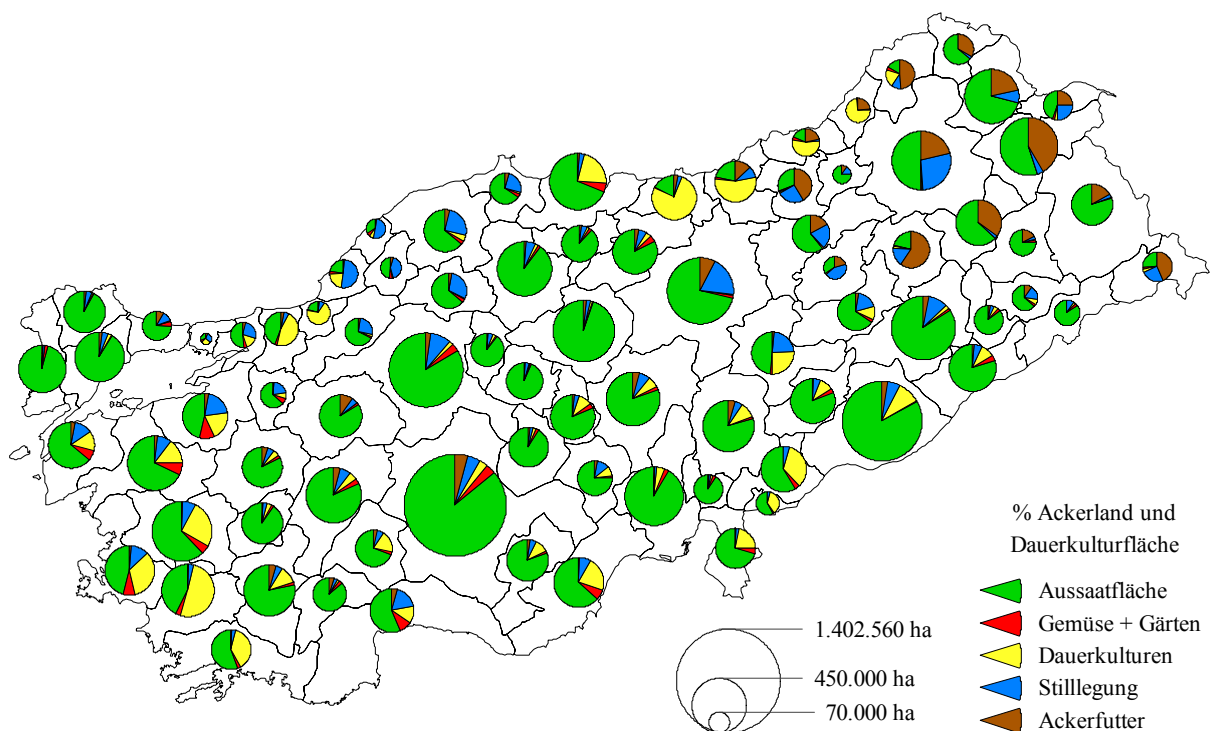 % Ackerland und
Dauerkulturfläche
Aussaatfläche
Gemüse + Gärten
Dauerkulturen
Stilllegung
Ackerfutter
1.402.560 ha
450.000 ha
70.000 ha